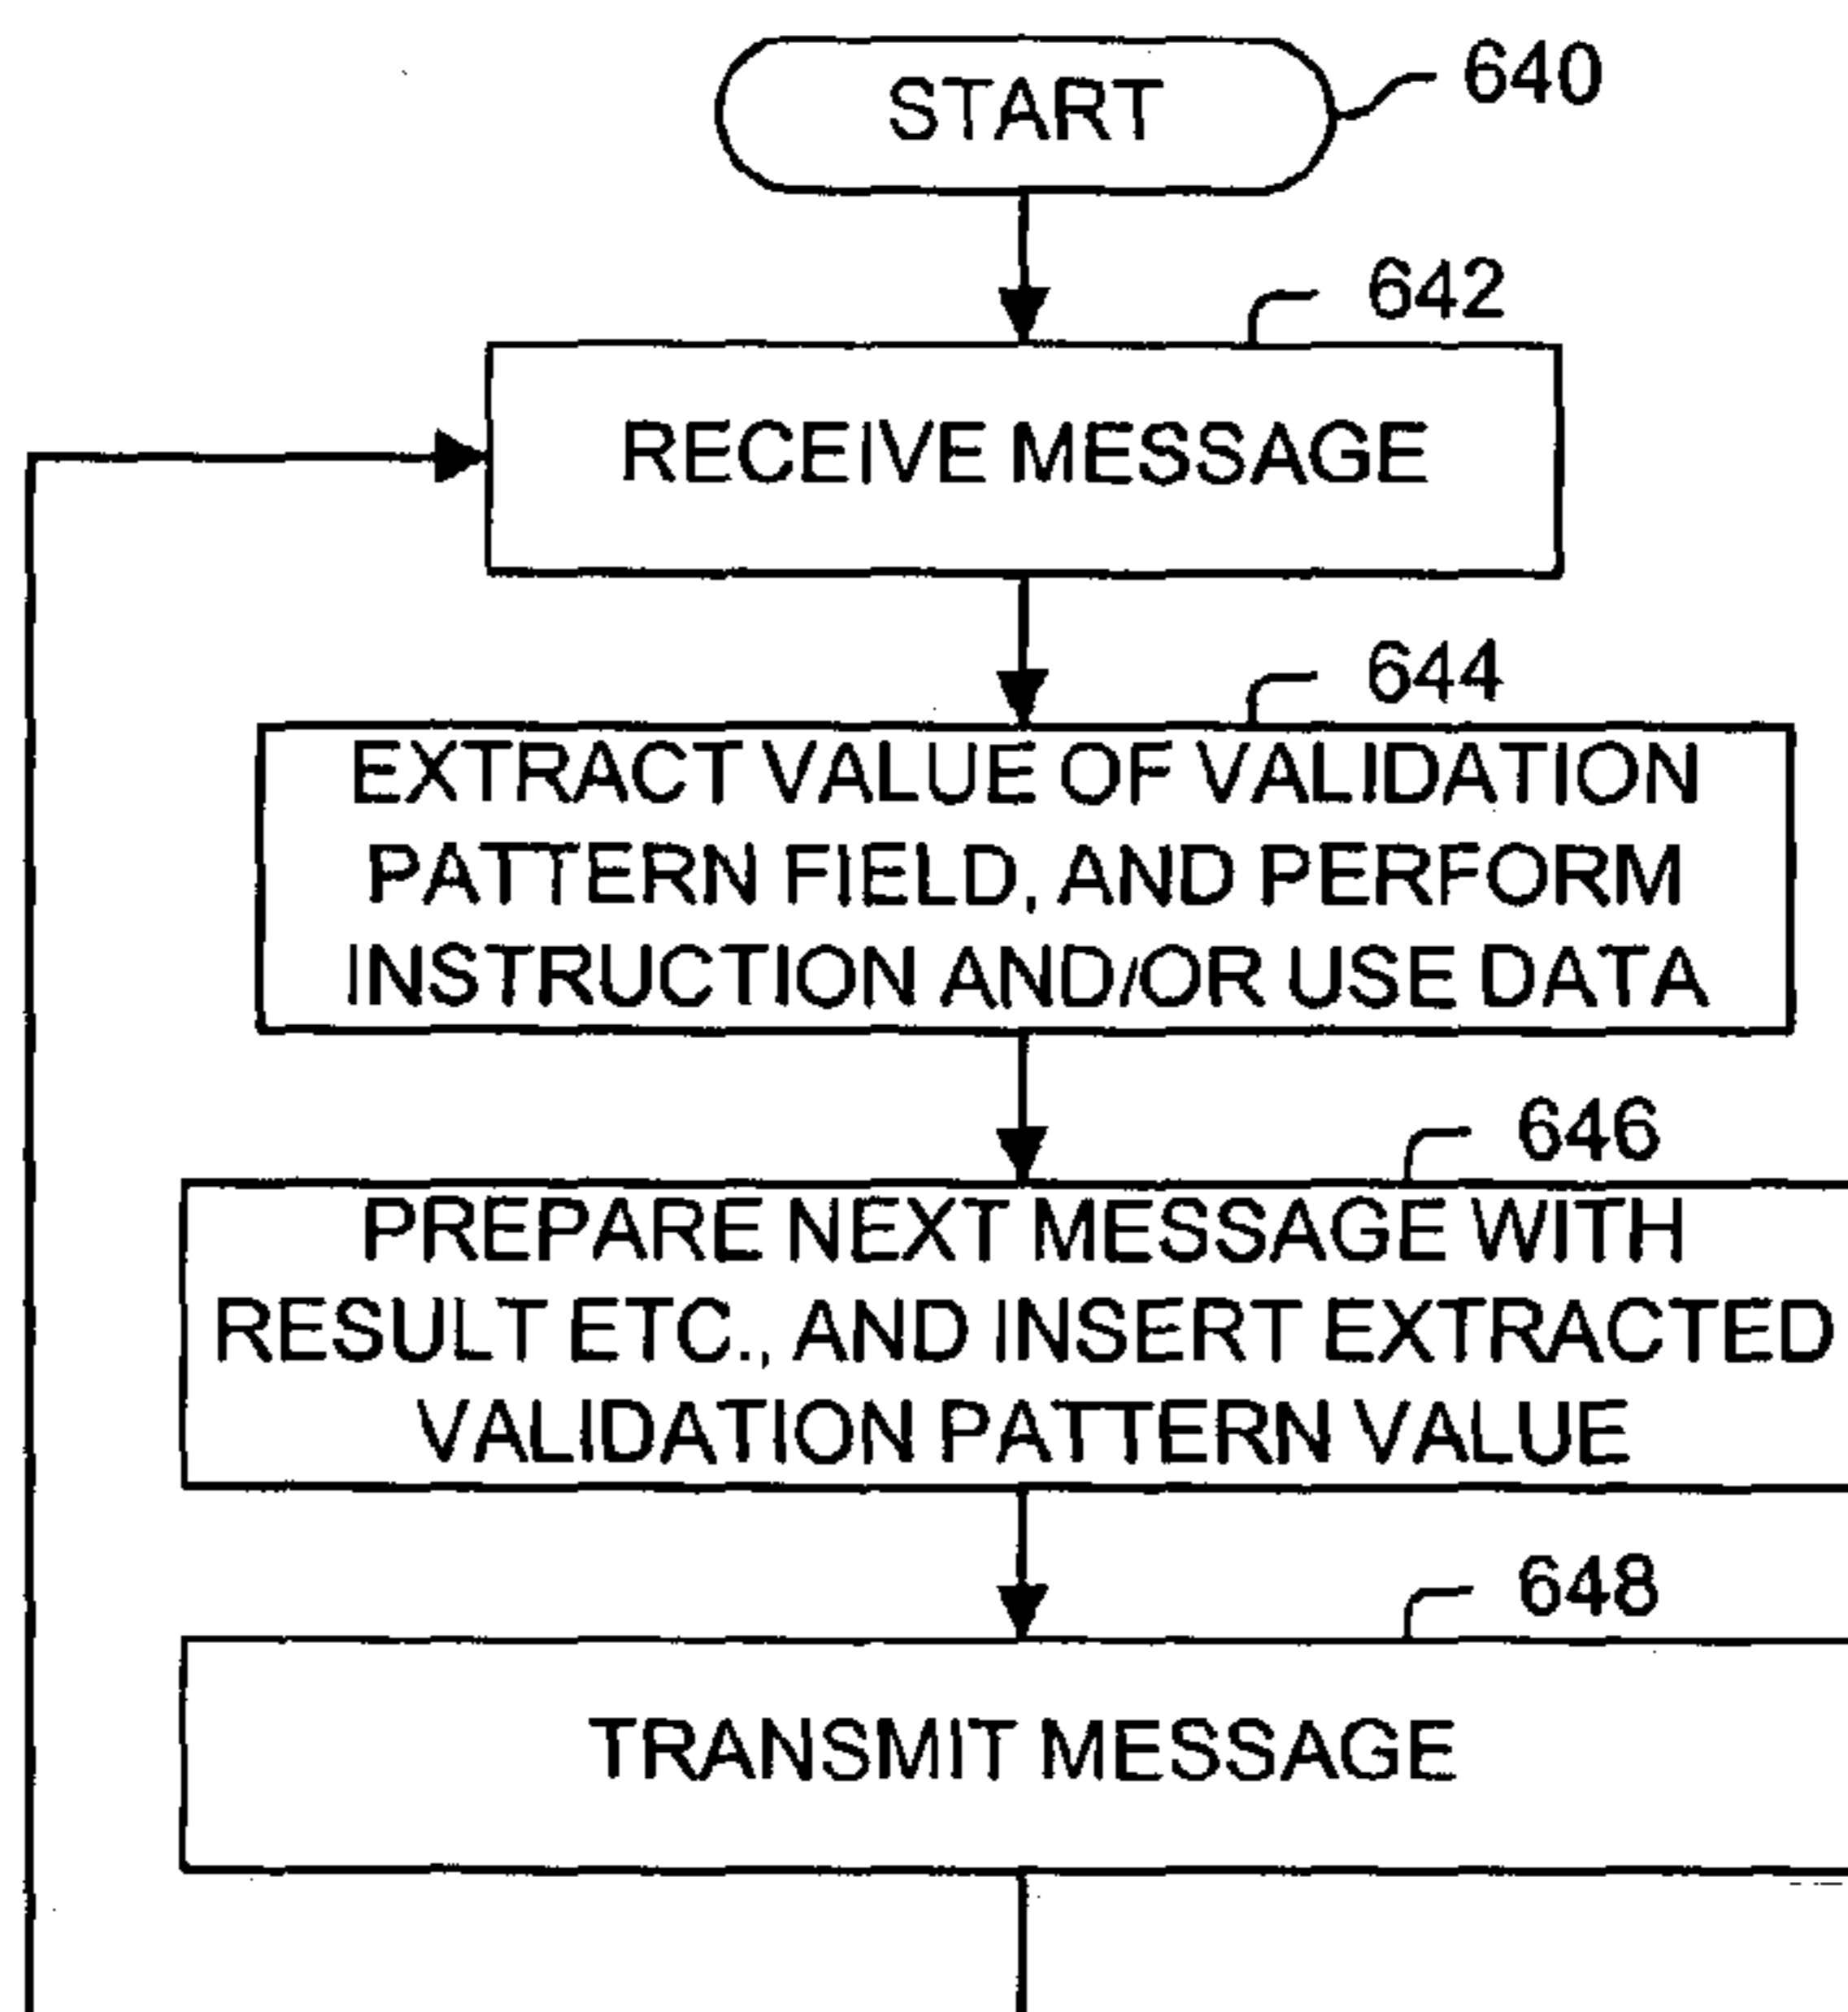 START
640
642
RECEIVE MESSAGE
644
EXTRACT VALUE OF VALIDATION
PATTERN FIELD, AND PERFORM
INSTRUCTION AND/OR USE DATA
646
PREPARE NEXT MESSAGE WITH
RESULT ETC., AND INSERT EXTRACTED
VALIDATION PATTERN VALUE
648
TRANSMIT MESSAGE